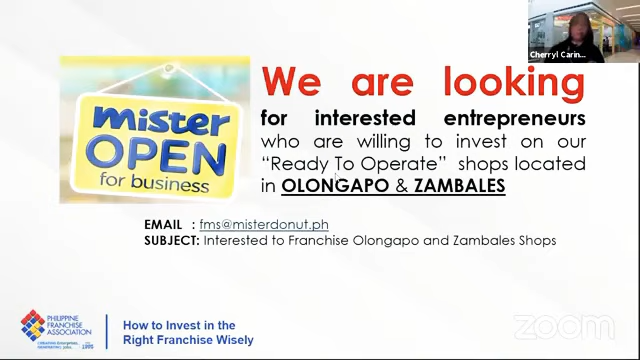 Cherryl Carin...
We are looking
for interested entrepreneurs
who are willing to invest on our
“Ready To Operate” shops located
in OLONGAPO & ZAMBALES
mister
OPEN
for business
EMAIL : fms@misterdonut.ph
SUBJECT: Interested to Franchise Olongapo and Zambales Shops
PHILIPPINE
FRANCHISE
ASSOCIATION
How to Invest in the
Right Franchise Wisely
zoom